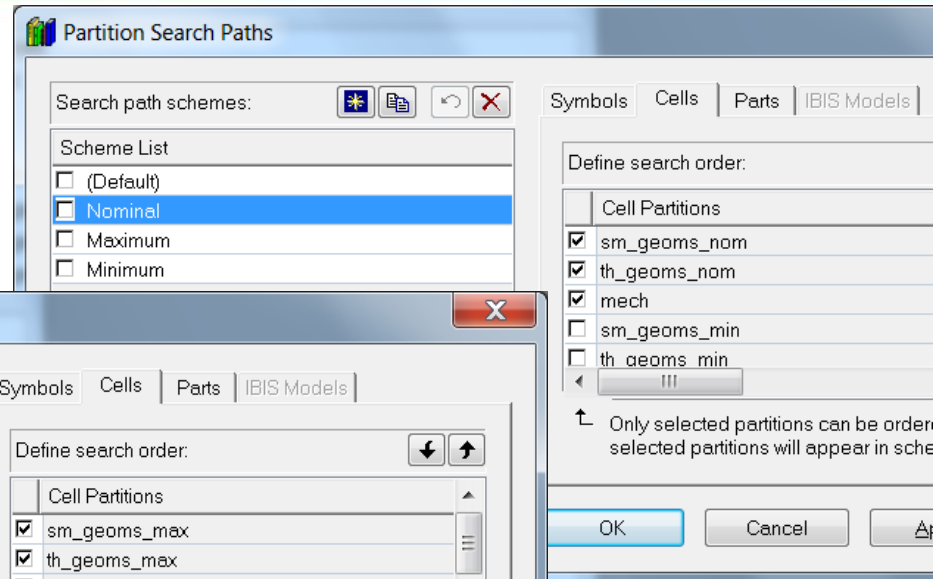 Partition Search Paths
Search path schemes:
Scheme List
(Default)
Nominal
Maximum
Minimum
Symbols Cells Parts IBIS Models
Define search order:
Cell Partitions
sm_geoms_nom
th_geoms_nom
mech
sm_geoms_min
th_geoms_min
Only selected partitions can be
selected partitions will appear in
OK Cancel
Symbols Cells Parts IBIS Models
Define search order:
Cell Partitions
sm_geoms_max
th_geoms_max